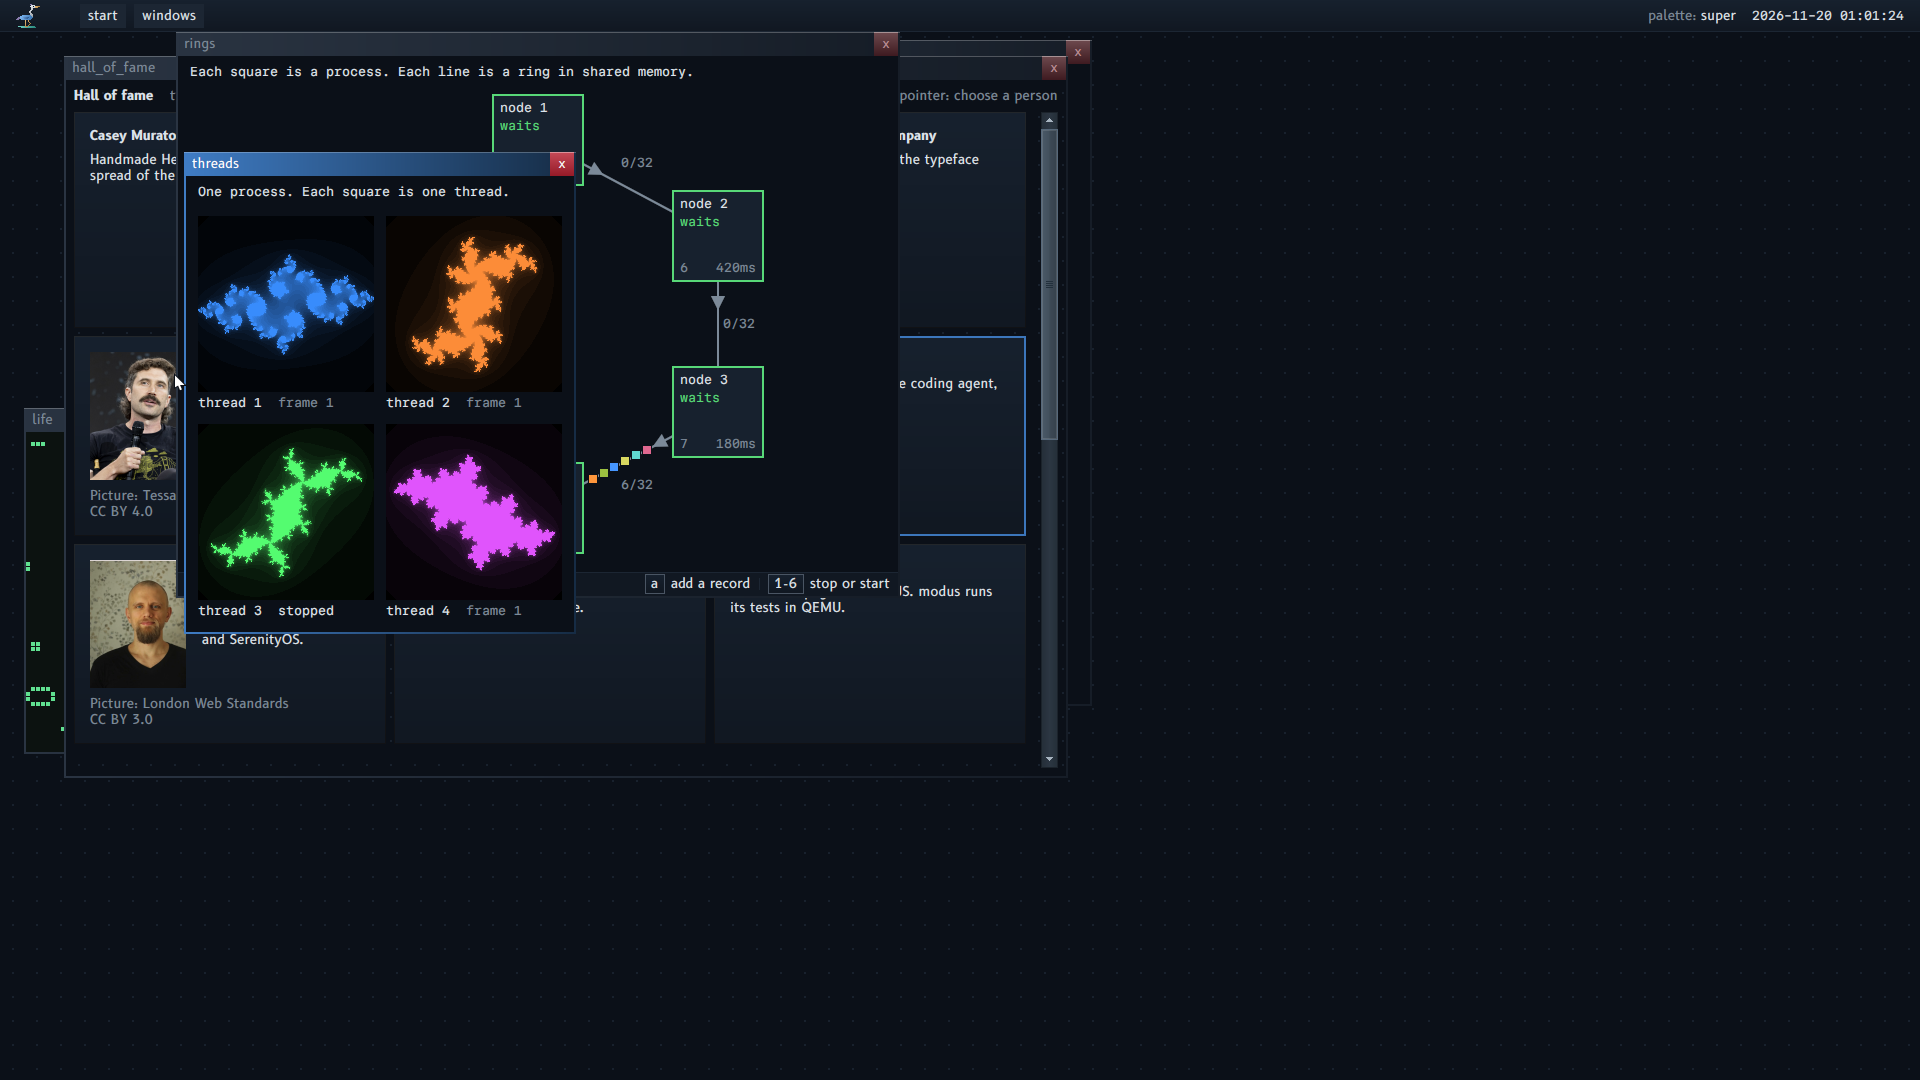 start windows palette: super 2026-11-20 01:01:24
rings x
x
hall_of_fame x
Each square is a process. Each line is a ring in shared memory.
Hall of fame pointer: choose a person
node 1
waits
Casey Murato
Handmade He
spread of the
mpany
the typeface
threads x
0/32
One process. Each square is one thread.
node 2
waits
6 420ms
0/32
node 3
waits
7 180ms
6/32
thread 1 frame 1
thread 2 frame 1
e coding agent,
life
Picture: Tessa
CC BY 4.0
a add a record 1-6 stop or start
thread 3 stopped
thread 4 frame 1
e.
JS. modus runs
its tests in QEMU.
and SerenityOS.
Picture: London Web Standards
CC BY 3.0